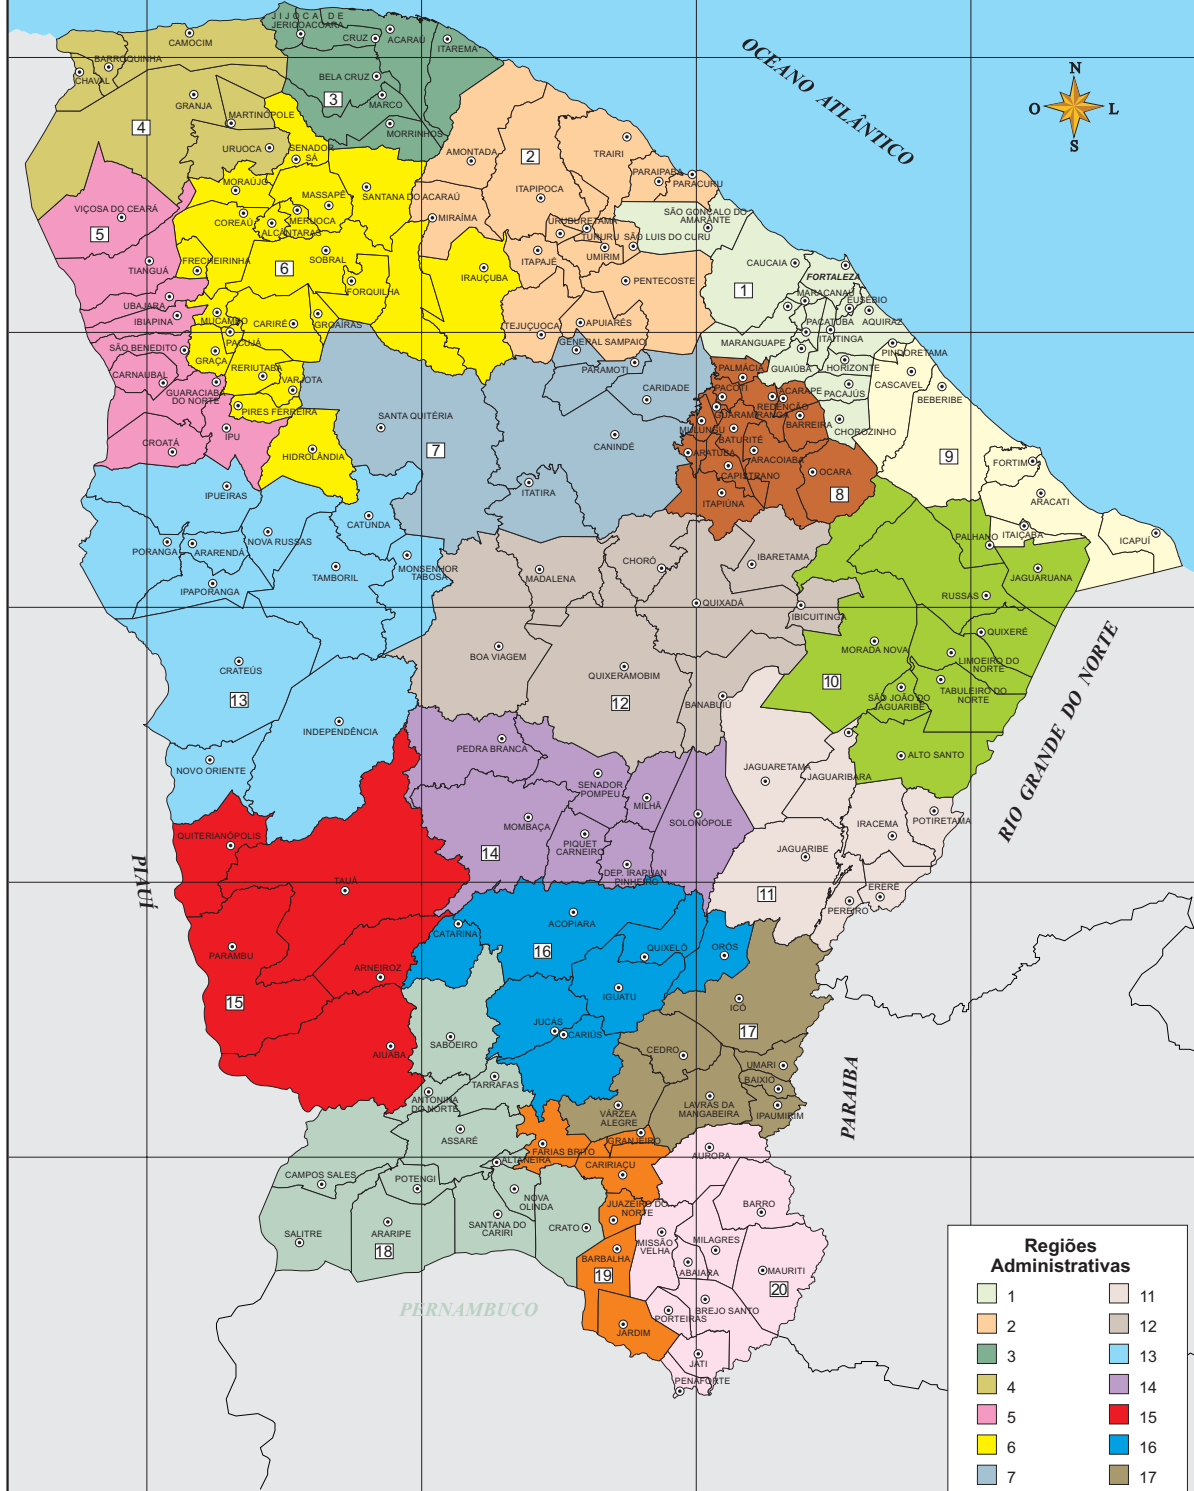 JIJOCA DE
JERICOACOARA
CRUZ
ACARAÚ
ITAREMA
CAMOCIM
BARROQUINHA
CHAVAL
BELA CRUZ
3
MARCO
MORRINHOS
GRANJA
4
MARTINÓPOLE
URUOCA
SENADOR
SÁ
OCEANO ATLÂNTICO
N
O
L
S
AMONTADA
2
TRAIRI
PARAIPABA
PARACURU
ITAPIPOCA
MORAÚJO
MASSAPÊ
SANTANA DO ACARAÚ
MIRAÍMA
VIÇOSA DO CEARÁ
5
COREAÚ
MERUOCA
ALCÂNTARAS
URUBURETAMA
TURURU
UMIRIM
SÃO LUIS DO CURU
SÃO GONÇALO DO
AMARANTE
ITAPAJÉ
TIANGUÁ
FRECHEIRINHA
6
SOBRAL
FORQUILHA
IRAUÇUBA
PENTECOSTE
CAUCAIA
FORTALEZA
1
MARACANAÚ
EUSÉBIO
AQUIRAZ
PACATUBA
ITAITINGA
UBAJARA
IBIAPINA
MUCAMBO
CARIRÉ
GROAÍRAS
PACUJÁ
TEJUÇUOCA
APUIARÉS
GENERAL SAMPAIO
MARANGUAPE
GUAIÚBA
HORIZONTE
PINDORETAMA
CASCAVEL
BEBERIBE
SÃO BENEDITO
GRAÇA
RERIUTABA
VARJOTA
CARNAUBAL
GUARACIABA
DO NORTE
PIRES FERREIRA
PARAMOTI
CARIDADE
PALMÁCIA
PACOTI
ACARAPE
REDENÇÃO
PACAJÚS
GUARAMIRANGA
BARREIRA
CHOROZINHO
CROATÁ
IPU
HIDROLÂNDIA
SANTA QUITÉRIA
7
CANINDÉ
MULUNGU
BATURITÉ
ARATUBA
ARACOIABA
CAPISTRANO
OCARA
8
9
FORTIM
ARACATI
ITAPIÚNA
ITATIRA
IPUEIRAS
CATUNDA
NOVA RUSSAS
PORANGA
ARARENDÁ
IPAPORANGA
TAMBORIL
MONSENHOR
TABOSA
MADALENA
CHORÓ
IBARETAMA
PALHANO
ITAIÇABA
ICAPUÍ
JAGUARUANA
RUSSAS
QUIXADÁ
IBICUITINGA
MORADA NOVA
QUIXERÉ
LIMOEIRO DO
NORTE
TABULEIRO DO
NORTE
SÃO JOÃO DO
JAGUARIBE
10
CRATEÚS
13
BOA VIAGEM
QUIXERAMOBIM
12
BANABUIÚ
INDEPENDÊNCIA
NOVO ORIENTE
PEDRA BRANCA
SENADOR
POMPEU
MILHÃ
SOLONÓPOLE
JAGUARETAMA
JAGUARIBARA
ALTO SANTO
RIO GRANDE DO NORTE
POTIRETAMA
IRACEMA
QUITERIANÓPOLIS
MOMBAÇA
14
PIQUET
CARNEIRO
DEP. IRAPUAN
PINHEIRO
JAGUARIBE
11
ERERÊ
PEREIRO
PIAUÍ
TAUÁ
PARAMBU
15
ARNEIROZ
AIUABA
CATARINA
ACOPIARA
16
QUIXELÔ
ORÓS
IGUATU
ICÓ
17
JUCÁS
CARIÚS
SABOEIRO
CEDRO
UMARI
BAIXIO
IPAUMIRIM
PARAIBA
TARRAFAS
ANTONINA
DO NORTE
VÁRZEA
ALEGRE
LAVRAS DA
MANGABEIRA
ASSARÉ
GRANJEIRO
FARIAS BRITO
ALTANEIRA
CARIRIAÇU
AURORA
CAMPOS SALES
POTENGI
NOVA
OLINDA
SANTANA DO
CARIRI
CRATO
JUAZEIRO DO
NORTE
BARRO
SALITRE
ARARIPE
18
BARBALHA
19
MISSÃO
VELHA
MILAGRES
ABAIARA
MAURITI
20
PERNAMBUCO
JARDIM
PORTEIRAS
BREJO SANTO
JATI
PENAFORTE
Regiões
Administrativas
1
11
2
12
3
13
4
14
5
15
6
16
7
17